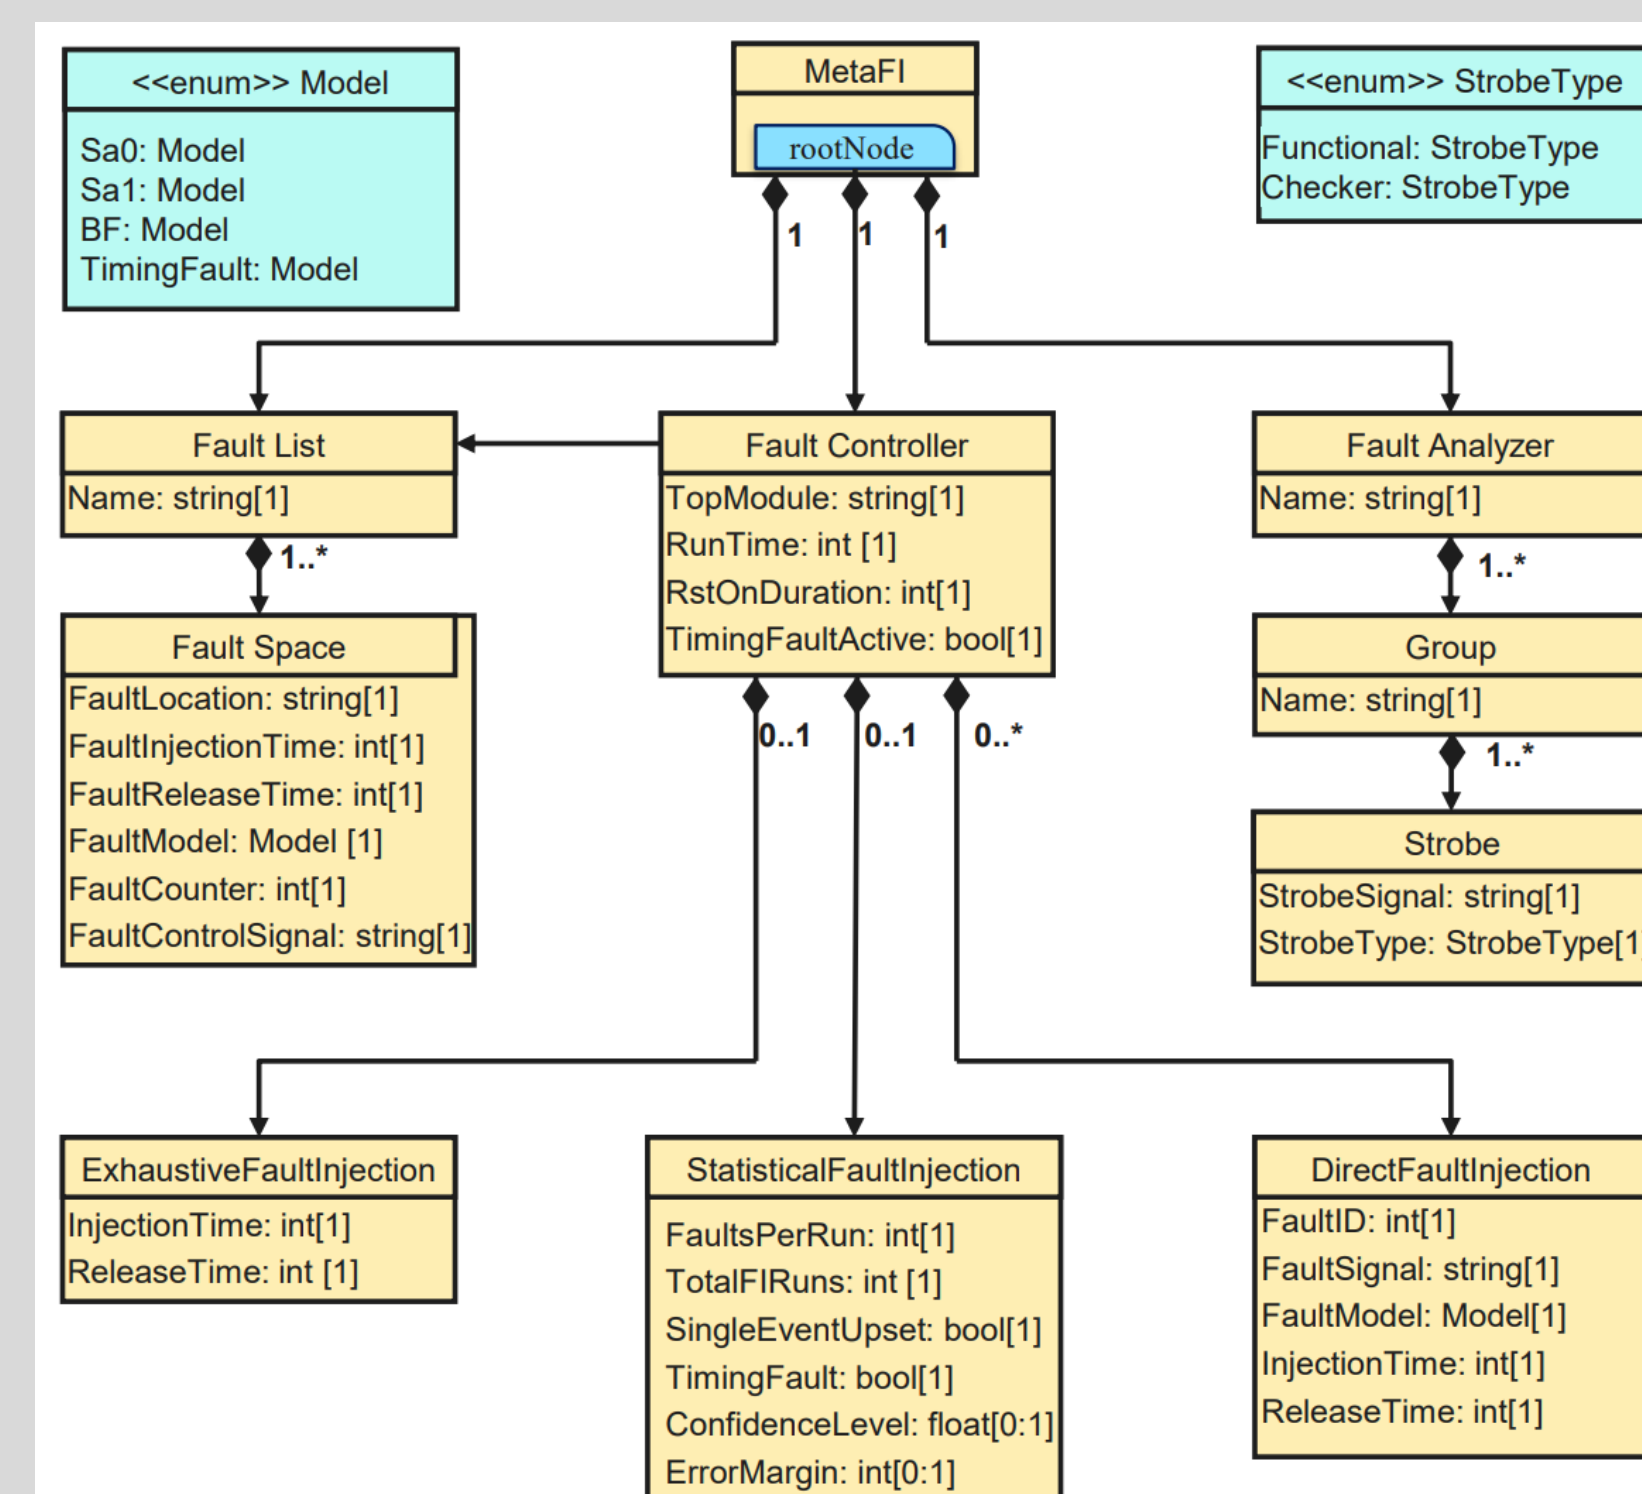 <<enum>> Model
Sa0: Model
Sa1: Model
BF: Model
TimingFault: Model
MetaFI
rootNode
<<enum>> StrobeType
Functional: StrobeType
Checker: StrobeType
1
1
1
Fault List
Name: string[1]
1..*
Fault Space
FaultLocation: string[1]
FaultInjectionTime: int[1]
FaultReleaseTime: int[1]
FaultModel: Model [1]
FaultCounter: int[1]
FaultControlSignal: string[1]
Fault Controller
TopModule: string[1]
RunTime: int [1]
RstOnDuration: int[1]
TimingFaultActive: bool[1]
0..1
0..1
0..*
Fault Analyzer
Name: string[1]
1..*
Group
Name: string[1]
1..*
Strobe
StrobeSignal: string[1]
StrobeType: StrobeType[1]
ExhaustiveFaultInjection
InjectionTime: int[1]
ReleaseTime: int [1]
StatisticalFaultInjection
FaultsPerRun: int[1]
TotalFIRuns: int [1]
SingleEventUpset: bool[1]
TimingFault: bool[1]
ConfidenceLevel: float[0:1]
ErrorMargin: int[0:1]
DirectFaultInjection
FaultID: int[1]
FaultSignal: string[1]
FaultModel: Model[1]
InjectionTime: int[1]
ReleaseTime: int[1]